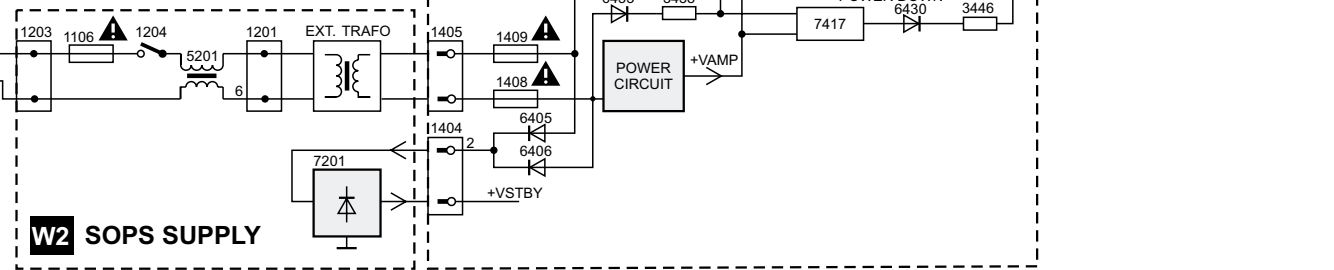 6430
3446
7417
1203
1106
1204
5201
1201
EXT. TRAFO
1405
1409
1408
6
POWER
CIRCUIT
+VAMP
1404
2
6405
6406
7201
+VSTBY
W2 SOPS SUPPLY